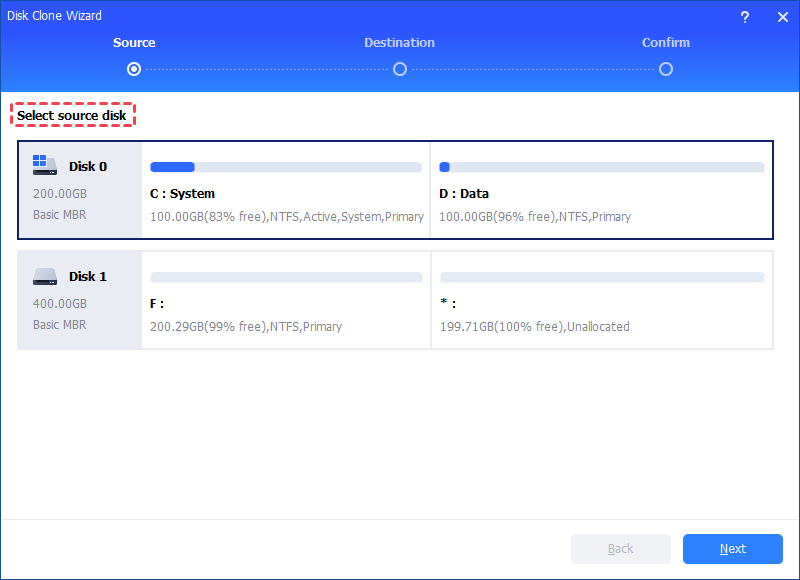 Disk Clone Wizard
?
Source Destination Confirm
Select source disk
Disk 0
200.00GB
Basic MBR
C : System
100.00GB(83% free),NTFS,Active,System,Primary
D : Data
100.00GB(96% free),NTFS,Primary
Disk 1
400.00GB
Basic MBR
F :
200.29GB(99% free),NTFS,Primary
* :
199.71GB(100% free),Unallocated
Back Next